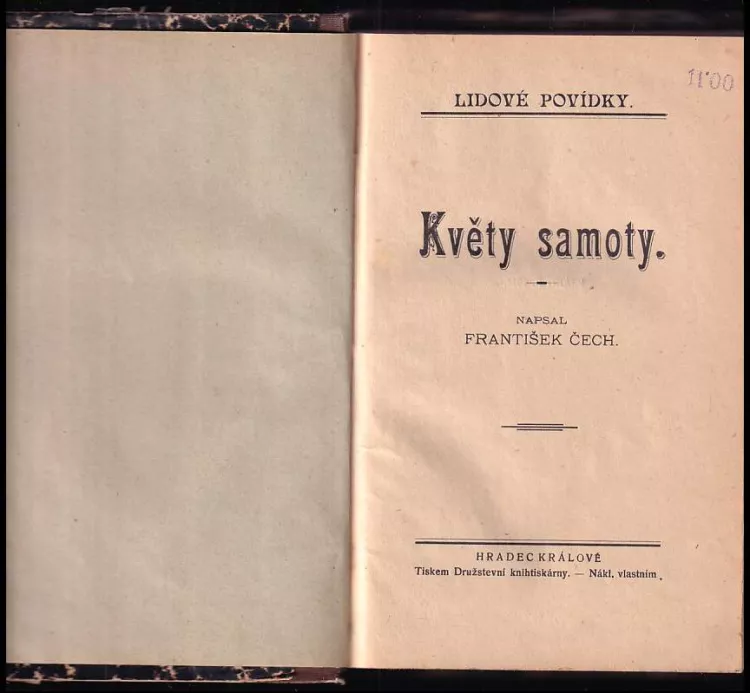 11·00
LIDOVÉ POVÍDKY.
Květy samoty.
NAPSAL
FRANTIŠEK ČECH.
HRADEC KRÁLOVÉ
Tiskem Družstevní knihtiskárny. — Nákl. vlastním.